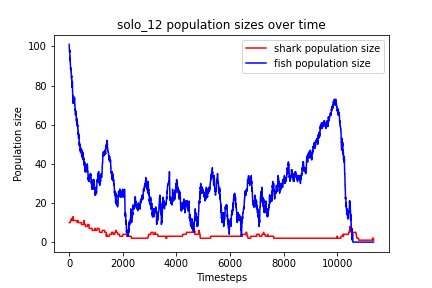 solo_12 population sizes over time
shark population size
fish population size
Population size
100
80
60
40
20
0
0
2000
4000
6000
8000
10000
Timesteps